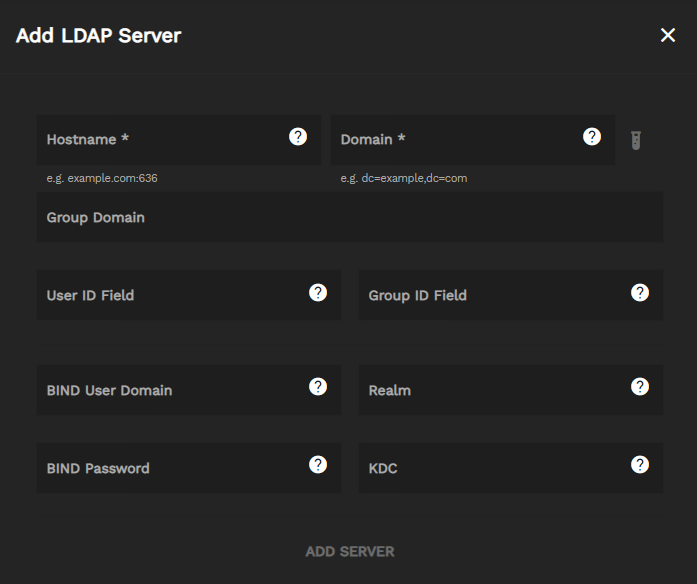 Add LDAP Server
Hostname *
?
Domain *
?
e.g. example.com:636
e.g. dc=example,dc=com
Group Domain
User ID Field
?
Group ID Field
?
BIND User Domain
?
Realm
?
BIND Password
?
KDC
?
ADD SERVER